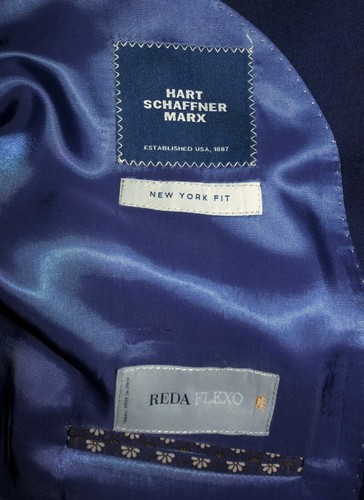 HART
SCHAFFNER
MARX
ESTABLISHED USA, 1887
NEW YORK FIT
REDA FLEXO